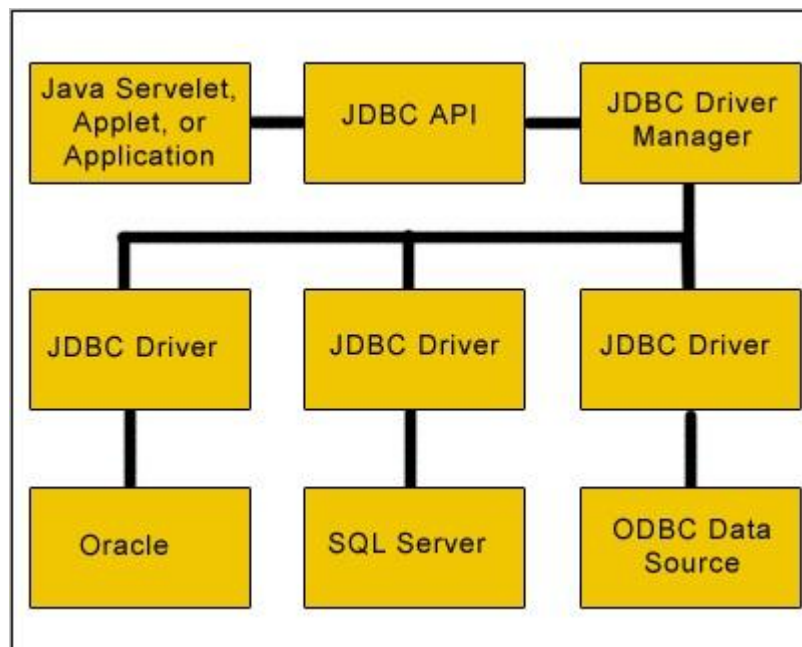 Java Servelet,
Applet, or
Application
JDBC API
JDBC Driver
Manager
JDBC Driver
JDBC Driver
JDBC Driver
Oracle
SQL Server
ODBC Data
Source